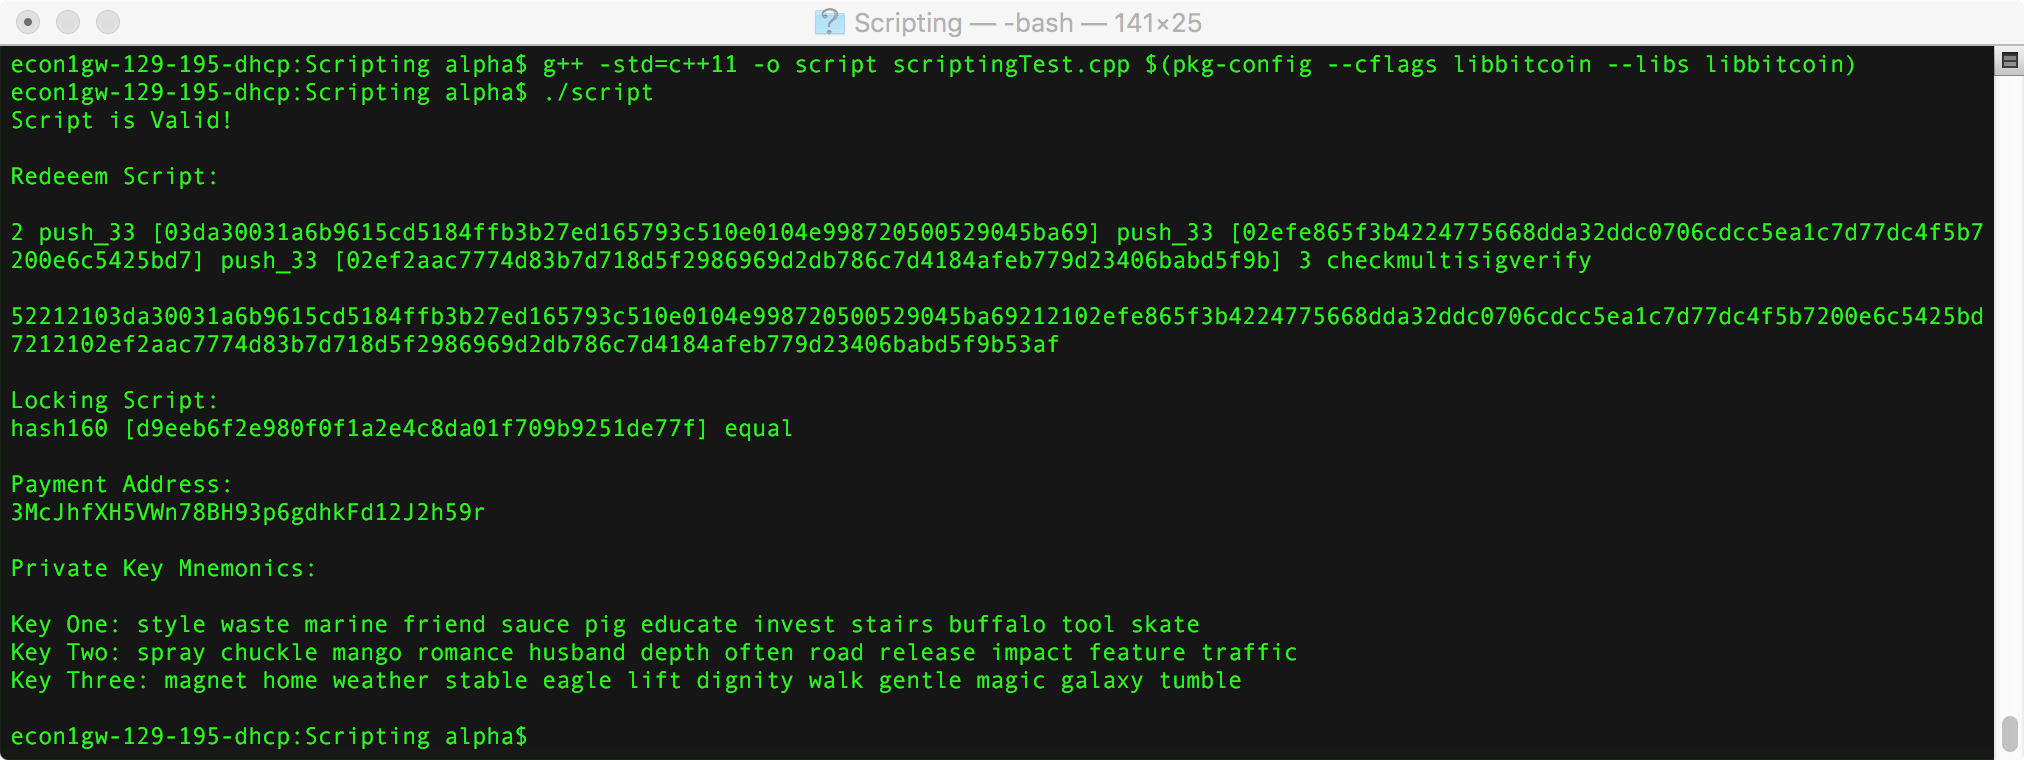 Scripting — -bash — 141×25
econ1gw-129-195-dhcp:Scripting alpha$ g++ -std=c++11 -o script scriptingTest.cpp $(pkg-config --cflags libbitcoin --libs libbitcoin)
econ1gw-129-195-dhcp:Scripting alpha$ ./script
Script is Valid!
Redeeem Script:
2 push_33 [03da30031a6b9615cd5184ffb3b27ed165793c510e0104e998720500529045ba69] push_33 [02efe865f3b4224775668dda32ddc0706cdcc5ea1c7d77dc4f5b7
200e6c5425bd7] push_33 [02ef2aac7774d83b7d718d5f2986969d2db786c7d4184afeb779d23406babd5f9b] 3 checkmultisigverify
52212103da30031a6b9615cd5184ffb3b27ed165793c510e0104e998720500529045ba69212102efe865f3b4224775668dda32ddc0706cdcc5ea1c7d77dc4f5b7200e6c5425bd
7212102ef2aac7774d83b7d718d5f2986969d2db786c7d4184afeb779d23406babd5f9b53af
Locking Script:
hash160 [d9eeb6f2e980f0f1a2e4c8da01f709b9251de77f] equal
Payment Address:
3McJhfXH5VWn78BH93p6gdhkFd12J2h59r
Private Key Mnemonics:
Key One: style waste marine friend sauce pig educate invest stairs buffalo tool skate
Key Two: spray chuckle mango romance husband depth often road release impact feature traffic
Key Three: magnet home weather stable eagle lift dignity walk gentle magic galaxy tumble
econ1gw-129-195-dhcp:Scripting alpha$